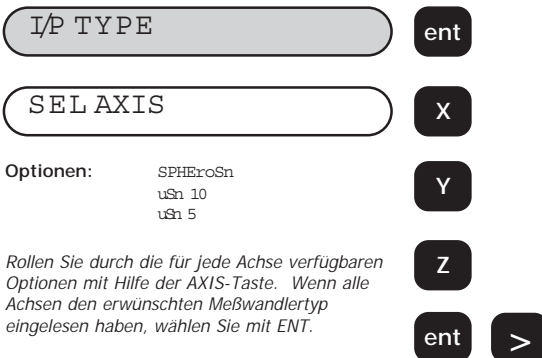 I/P TYPE
ent
SEL AXIS
X
Optionen: SPHEroSn
uSn 10
uSn 5
Y
Rollen Sie durch die für jede Achse verfügbaren
Optionen mit Hilfe der AXIS-Taste. Wenn alle
Achsen den erwünschten Meßwandlertyp
eingelesen haben, wählen Sie mit ENT.
Z
ent >